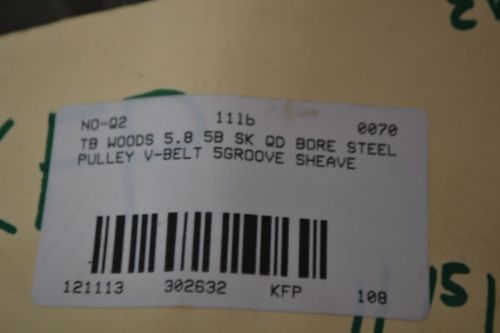 NO-Q2 111b 0070
TB WOODS 5.8 5B SK QD BORE STEEL
PULLEY V-BELT 5GROOVE SHEAVE
121113 302632 KFP 108